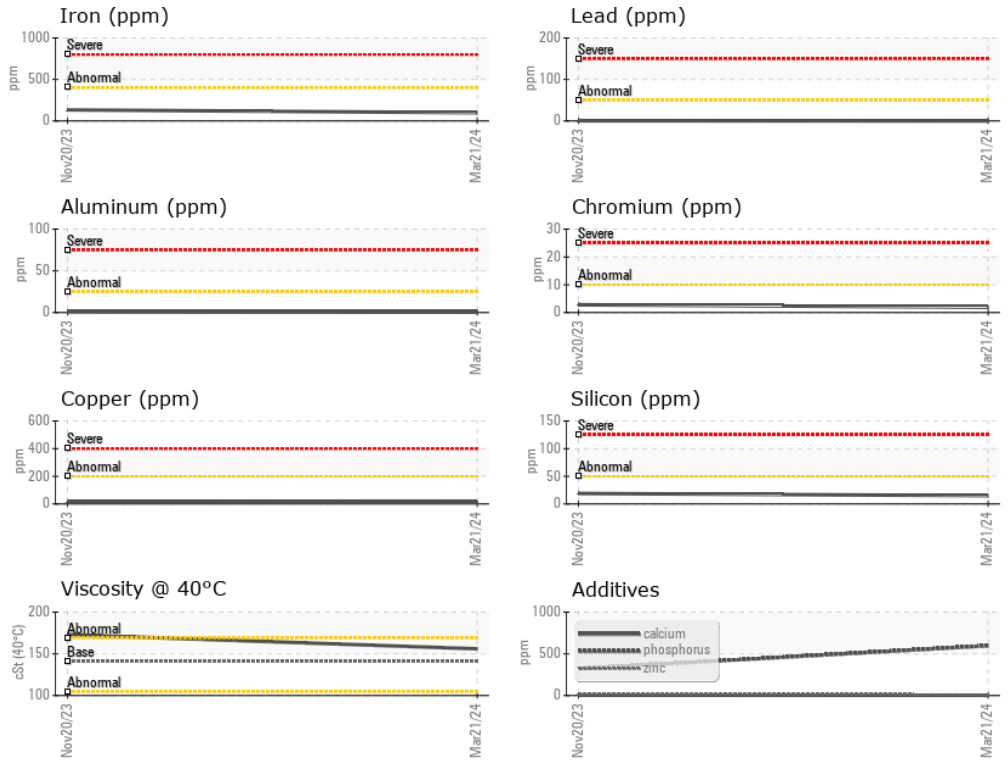 Iron (ppm)
1000
500
0
ppm
Severe
Abnormal
Nov20/23
Mar21/24
Lead (ppm)
200
100
0
ppm
Severe
Abnormal
Nov20/23
Mar21/24
Aluminum (ppm)
100
50
0
ppm
Severe
Abnormal
Nov20/23
Mar21/24
Chromium (ppm)
30
20
10
0
ppm
Severe
Abnormal
Nov20/23
Mar21/24
Copper (ppm)
600
400
200
0
ppm
Severe
Abnormal
Nov20/23
Mar21/24
Silicon (ppm)
150
100
50
0
ppm
Severe
Abnormal
Nov20/23
Mar21/24
Viscosity @ 40°C
200
150
100
cSt (40°C)
Abnormal
Base
Abnormal
Nov20/23
Mar21/24
Additives
1000
500
0
ppm
calcium
phosphorus
zinc
Nov20/23
Mar21/24